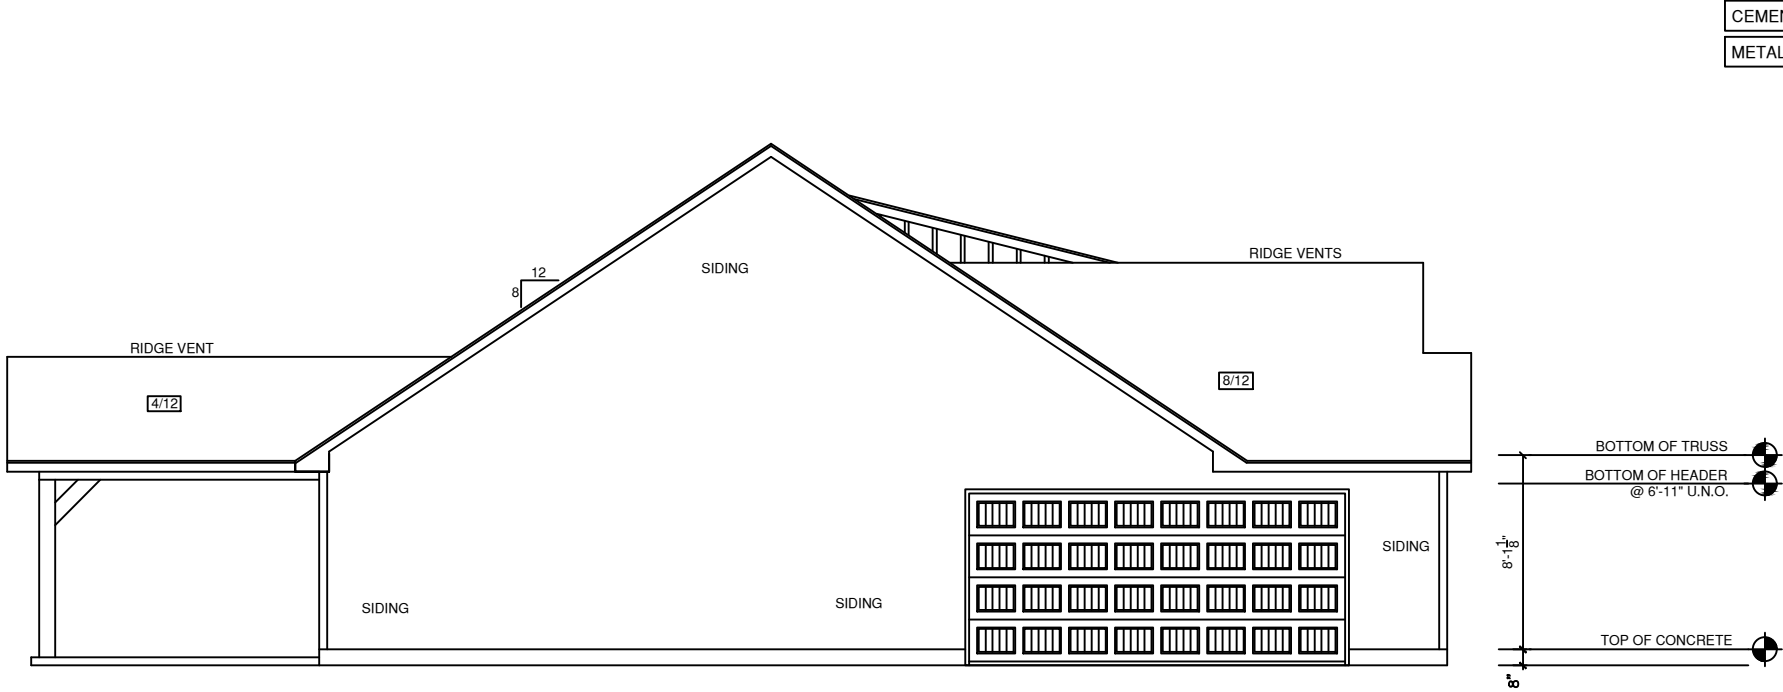 CEMEN
METAL
RIDGE VENTS
SIDING
12
8
RIDGE VENT
4/12
8/12
BOTTOM OF TRUSS
BOTTOM OF HEADER
@ 6'-11" U.N.O.
8'-1 1/8"
SIDING
SIDING
SIDING
TOP OF CONCRETE
8"